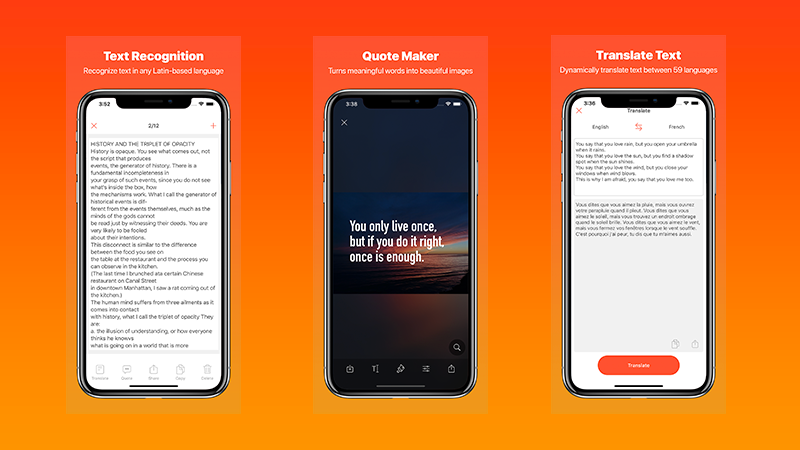 Text Recognition
Recognize text in any Latin-based language
3:52
2/12
HISTORY AND THE TRIPLET OF OPACITY
History is opaque. You see what comes out, not
the script that produces
events, the generator of history. There is a
fundamental incompleteness in
your grasp of such events, since you do not see
what's inside the box, how
the mechanisms work. What I call the generator of
historical events is dif-
ferent from the events themselves, much as the
minds of the gods cannot
be read just by witnessing their deeds. You are
very likely to be fooled
about their intentions.
This disconnect is similar to the difference
between the food you see on
the table at the restaurant and the process you
can observe in the kitchen.
(The last time I brunched ata certain Chinese
restaurant on Canal Street
in downtown Manhattan, I saw a rat coming out of
the kitchen.)
The human mind suffers from three ailments as it
comes into contact
with history, what I call the triplet of opacity They
are:
a. the illusion of understanding, or how everyone
thinks he knowvs
what is going on in a world that is more
Translate Quote Share Copy Delete
Quote Maker
Turns meaningful words into beautiful images
3:38
You only live once,
but if you do it right,
once is enough.
Translate Text
Dynamically translate text between 59 languages
3:36
Translate
English French
You say that you love rain, but you open your umbrella
when it rains.
You say that you love the sun, but you find a shadow
spot when the sun shines.
You say that you love the wind, but you close your
windows when wind blows.
This is why I am afraid, you say that you love me too.
Vous dites que vous aimez la pluie, mais vous ouvrez
votre parapluie quand il pleut. Vous dites que vous
aimez le soleil, mais vous trouvez un endroit ombragé
quand le soleil brille. Vous dites que vous aimez le vent,
mais vous fermez vos fenêtres lorsque le vent souffle.
C'est pourquoi j'ai peur, tu dis que tu m'aimes aussi.
Translate